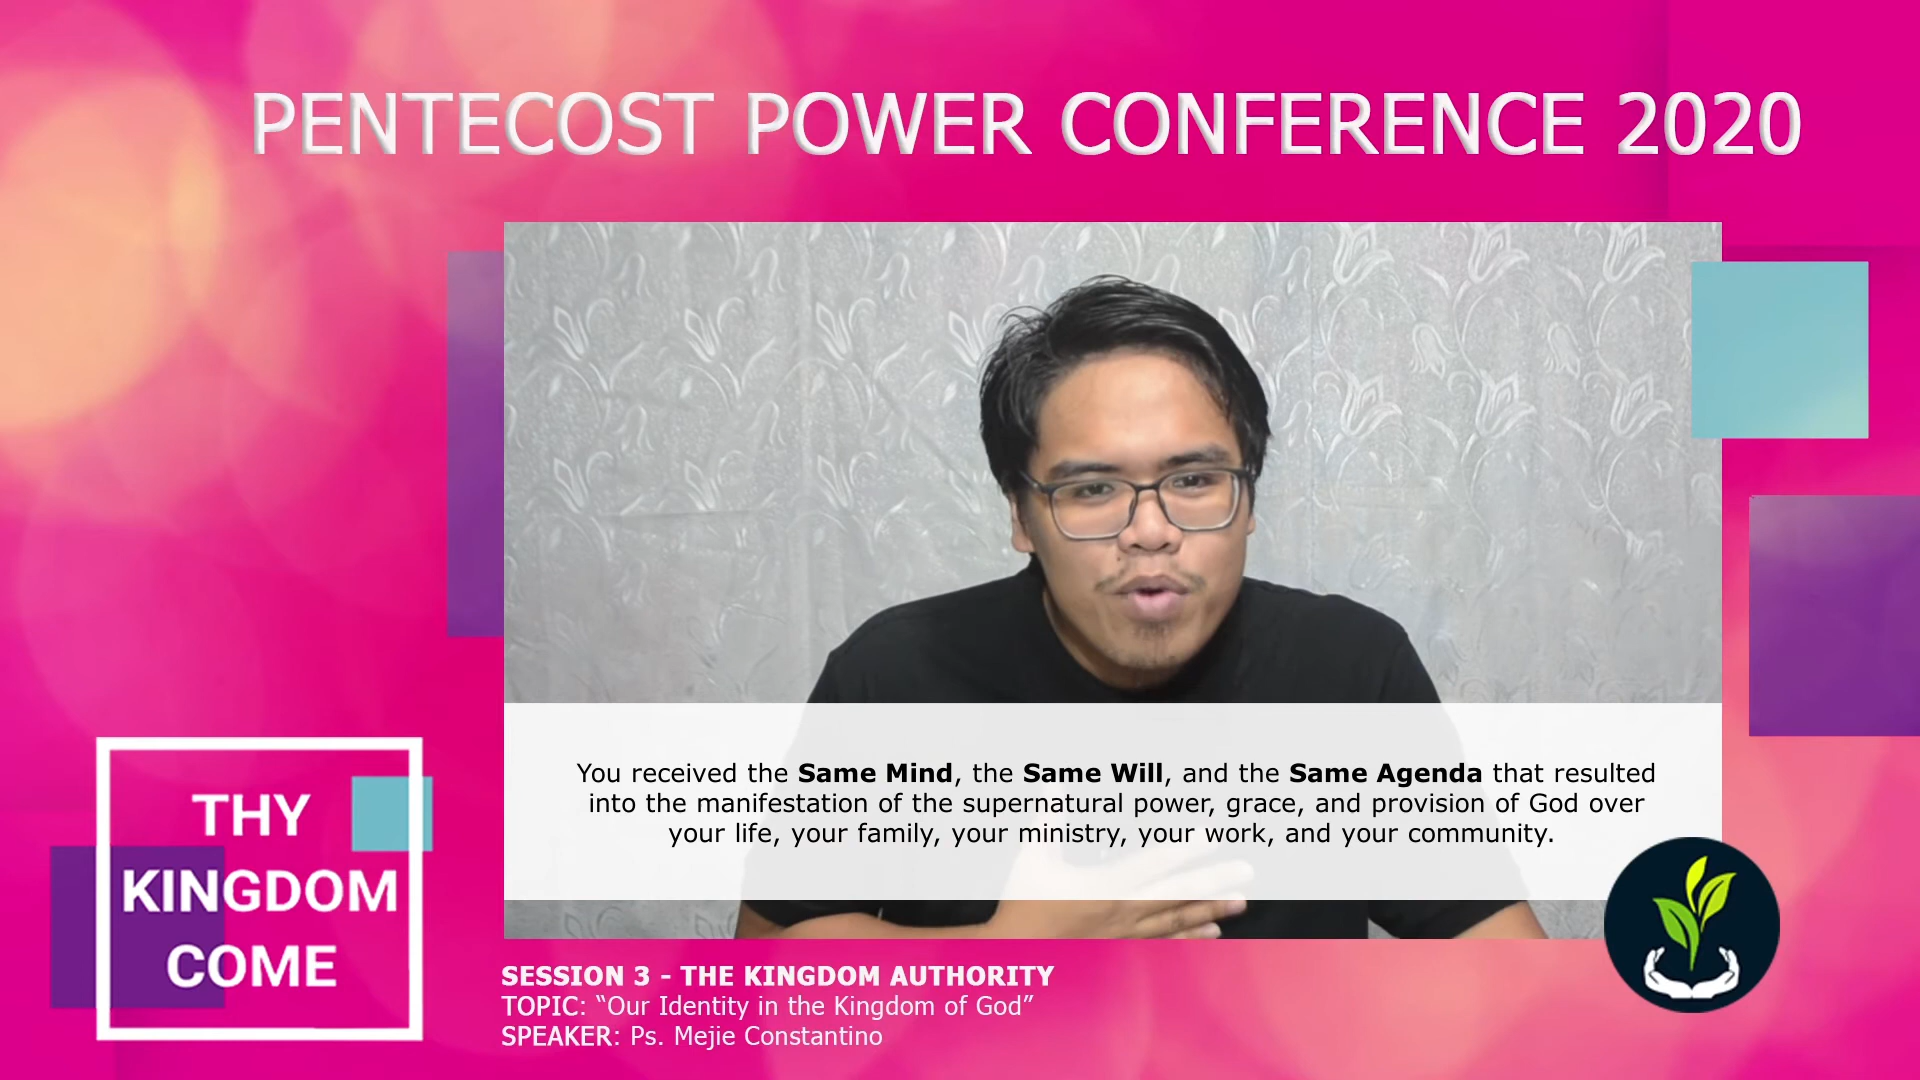 PENTECOST POWER CONFERENCE 2020
You received the Same Mind, the Same Will, and the Same Agenda that resulted
into the manifestation of the supernatural power, grace, and provision of God over
your life, your family, your ministry, your work, and your community.
THY
KINGDOM
COME
SESSION 3 - THE KINGDOM AUTHORITY
TOPIC: “Our Identity in the Kingdom of God”
SPEAKER: Ps. Mejie Constantino